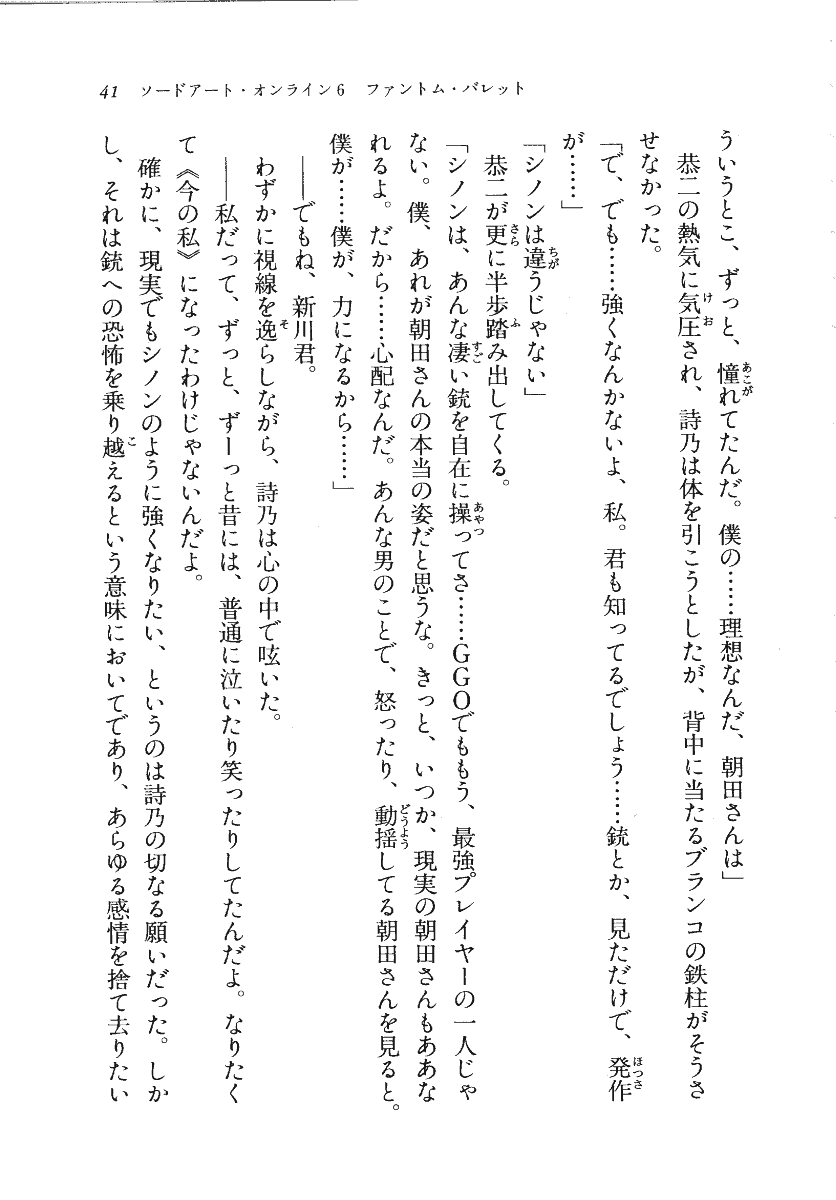 41　ソードアート・オンライン6　ファントム・バレット
ういうとこ、ずっと、憧れてたんだ。僕の……理想なんだ、朝田さんは」
　恭二の熱気に気圧され、詩乃は体を引こうとしたが、背中に当たるブランコの鉄柱がそうさ
せなかった。
「で、でも……強くなんかないよ、私。君も知ってるでしょう……銃とか、見ただけで、発作
が……」
「シノンは違うじゃない」
　恭二が更に半歩踏み出してくる。
「シノンは、あんな凄い銃を自在に操ってさ……GGOでももう、最強プレイヤーの一人じゃ
ない。僕、あれが朝田さんの本当の姿だと思うな。きっと、いつか、現実の朝田さんもああな
れるよ。だから……心配なんだ。あんな男のことで、怒ったり、動揺してる朝田さんを見ると。
僕が……僕が、力になるから……」
　――でもね、新川君。
　わずかに視線を逸らしながら、詩乃は心の中で呟いた。
　――私だって、ずっと、ずーっと昔には、普通に泣いたり笑ったりしてたんだよ。なりたく
て《今の私》になったわけじゃないんだよ。
　確かに、現実でもシノンのように強くなりたい、というのは詩乃の切なる願いだった。しか
し、それは銃への恐怖を乗り越えるという意味においてであり、あらゆる感情を捨て去りたい